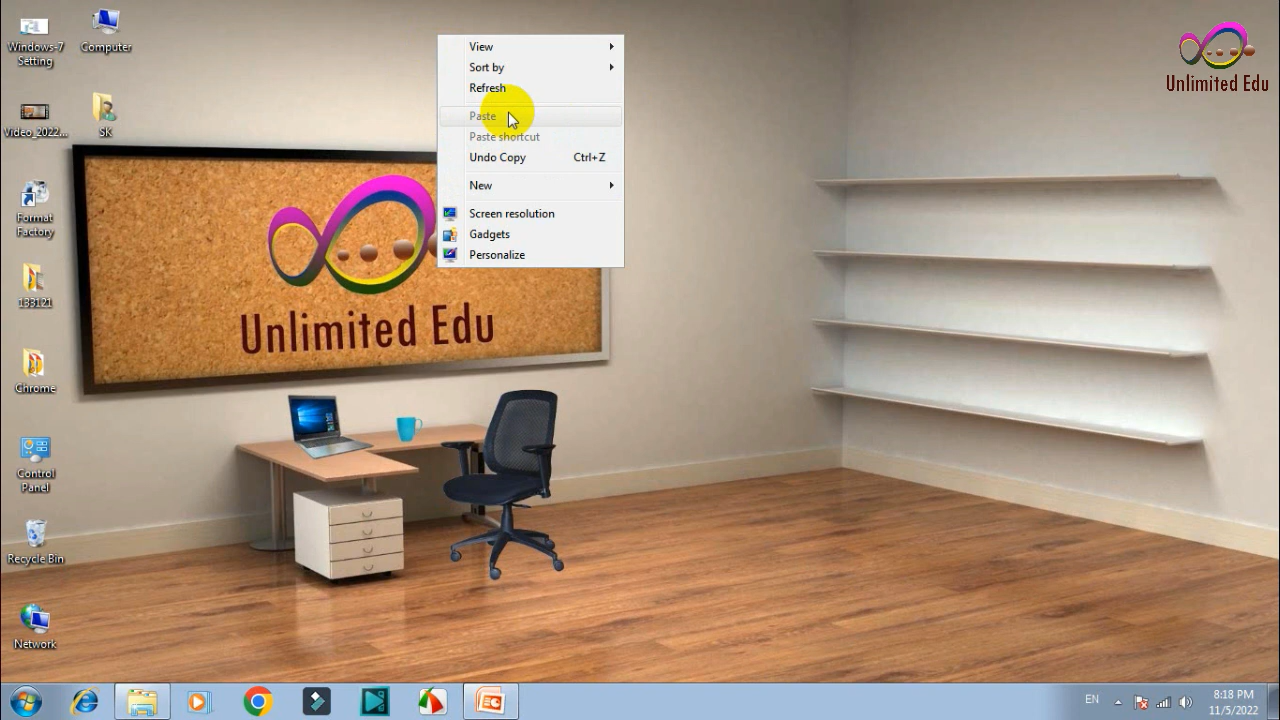 Windows-7
Setting
Computer
Video_2022...
SK
Format
Factory
133121
Chrome
Control
Panel
Recycle Bin
Network
View
Sort by
Refresh
Paste
Paste shortcut
Undo Copy Ctrl+Z
New
Screen resolution
Gadgets
Personalize
Unlimited Edu
Unlimited Edu
EN
8:18 PM
11/5/2022